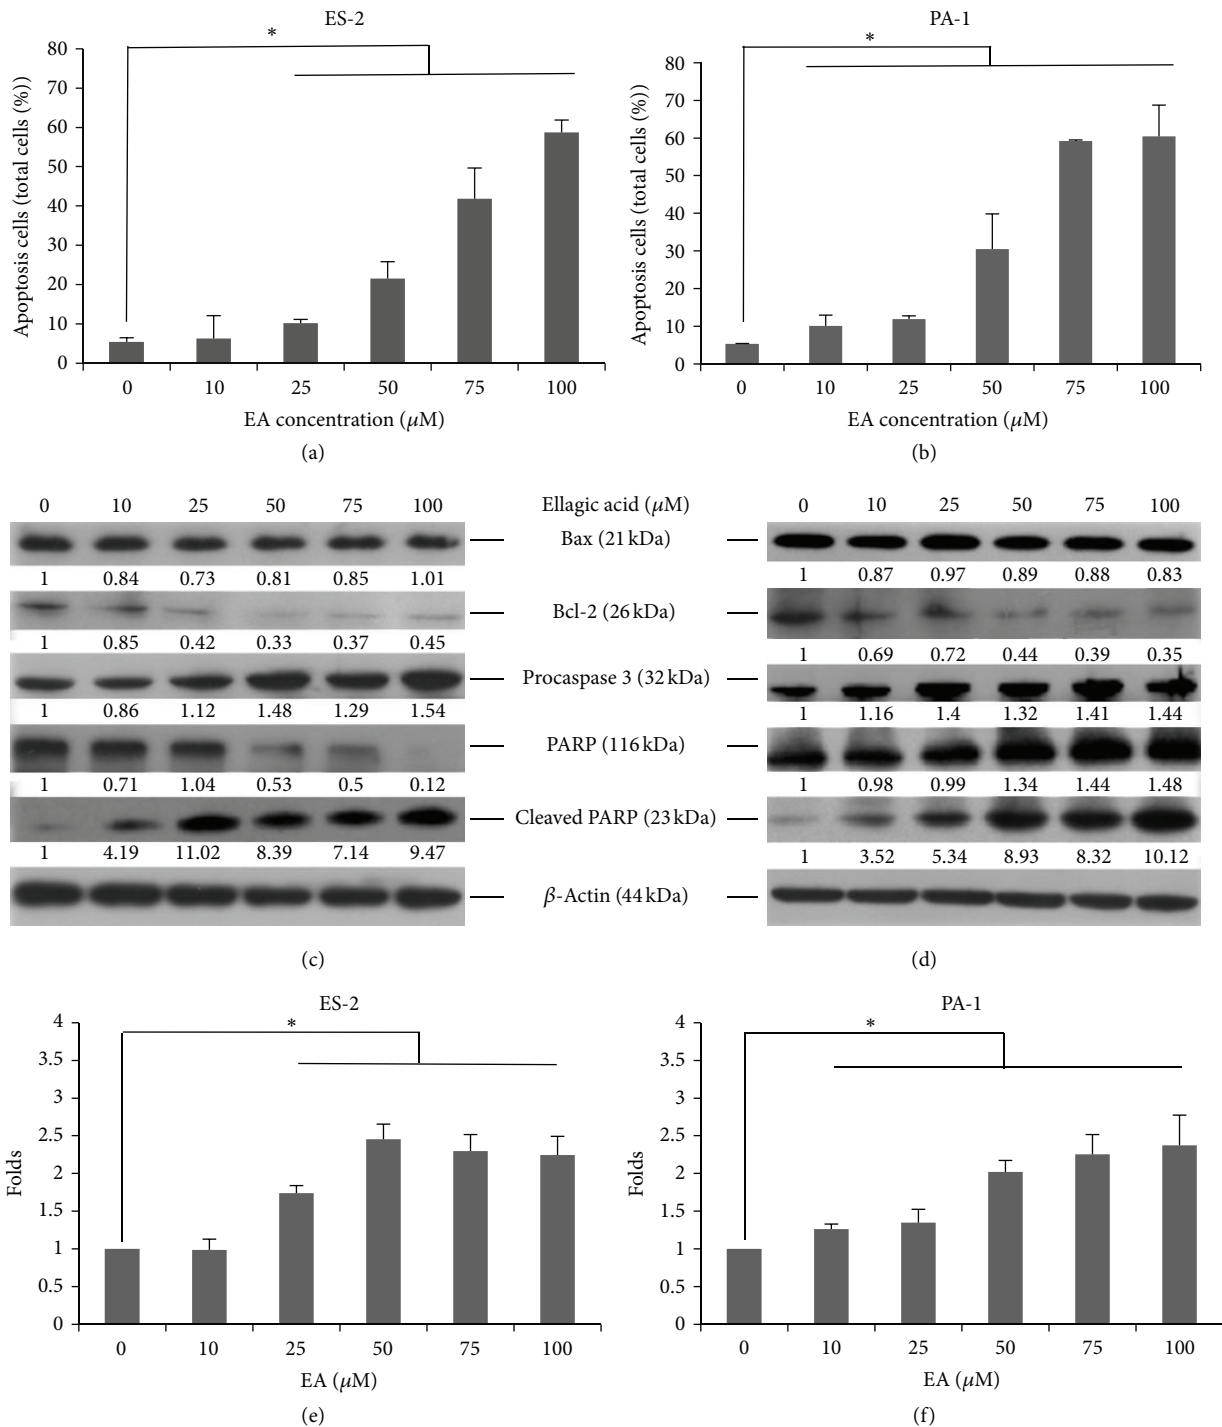 ES-2
*
Apoptosis cells (total cells (%))
80
70
60
50
40
30
20
10
0
0 10 25 50 75 100
EA concentration (μM)
(a)
PA-1
*
Apoptosis cells (total cells (%))
80
70
60
50
40
30
20
10
0
0 10 25 50 75 100
EA concentration (μM)
(b)
0 10 25 50 75 100 Ellagic acid (μM) 0 10 25 50 75 100
Bax (21 kDa)
1 0.84 0.73 0.81 0.85 1.01 1 0.87 0.97 0.89 0.88 0.83
Bcl-2 (26 kDa)
1 0.85 0.42 0.33 0.37 0.45 1 0.69 0.72 0.44 0.39 0.35
Procaspase 3 (32 kDa)
1 0.86 1.12 1.48 1.29 1.54 1 1.16 1.4 1.32 1.41 1.44
PARP (116 kDa)
1 0.71 1.04 0.53 0.5 0.12 1 0.98 0.99 1.34 1.44 1.48
Cleaved PARP (23 kDa)
1 4.19 11.02 8.39 7.14 9.47 1 3.52 5.34 8.93 8.32 10.12
β-Actin (44 kDa)
(c) (d)
ES-2
*
Folds
4
3.5
3
2.5
2
1.5
1
0.5
0
0 10 25 50 75 100
EA (μM)
(e)
PA-1
*
Folds
4
3.5
3
2.5
2
1.5
1
0.5
0
0 10 25 50 75 100
EA (μM)
(f)